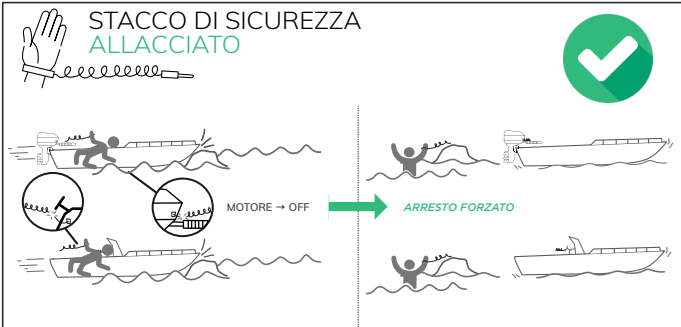 STACCO DI SICUREZZA
ALLACCIATO
MOTORE → OFF
ARRESTO FORZATO